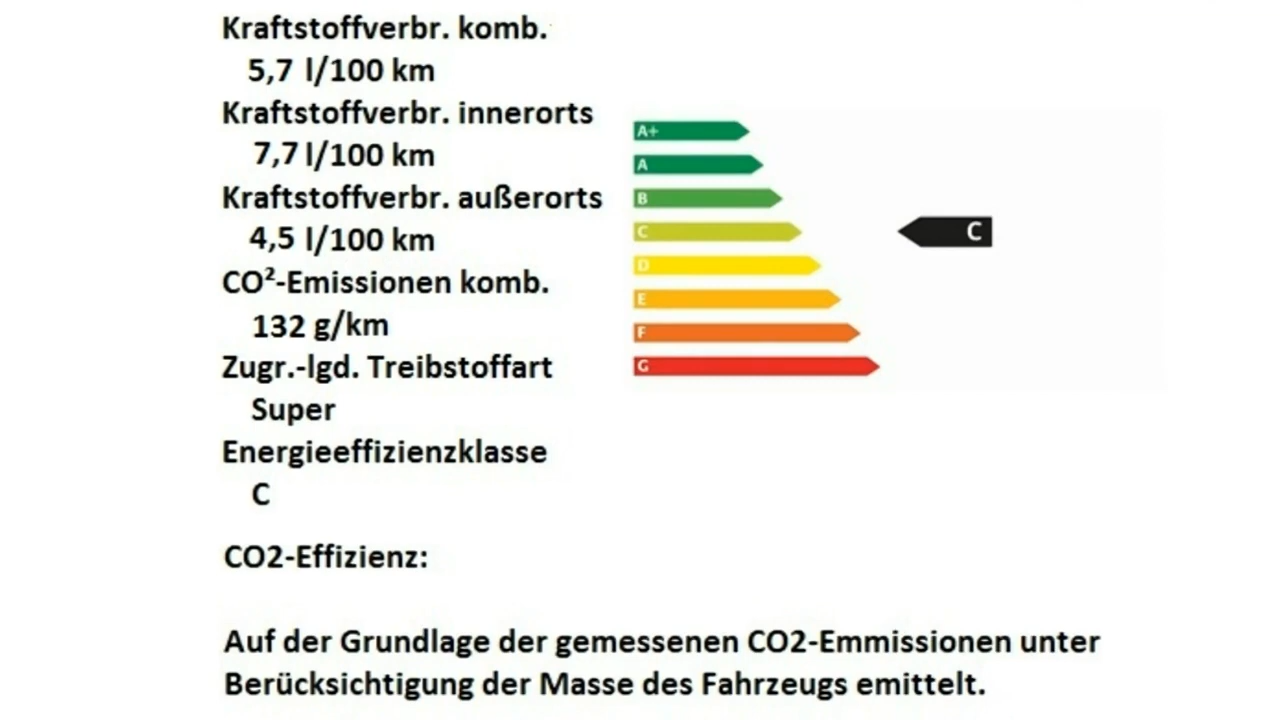 Kraftstoffverbr. komb.
5,7 l/100 km
Kraftstoffverbr. innerorts
7,7 l/100 km
Kraftstoffverbr. außerorts
4,5 l/100 km
CO²-Emissionen komb.
132 g/km
Zugr.-lgd. Treibstoffart
Super
Energieeffizienzklasse
C
A+
A
B
C
C
D
E
F
G
CO2-Effizienz:
Auf der Grundlage der gemessenen CO2-Emmissionen unter
Berücksichtigung der Masse des Fahrzeugs emittelt.